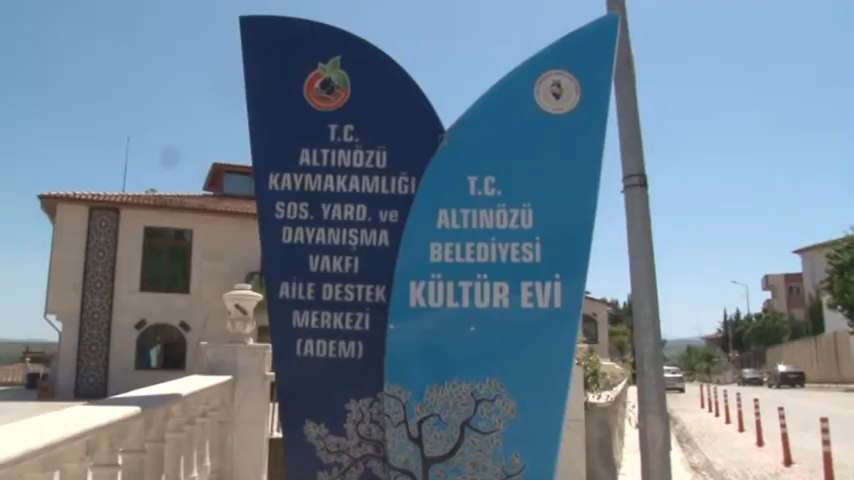 T.C.
ALTINÖZÜ
KAYMAKAMLIĞI
SOS. YARD. ve
DAYANIŞMA
VAKFI
AİLE DESTEK
MERKEZİ
(ADEM)
T.C.
ALTINÖZÜ
BELEDİYESİ
KÜLTÜR EVİ